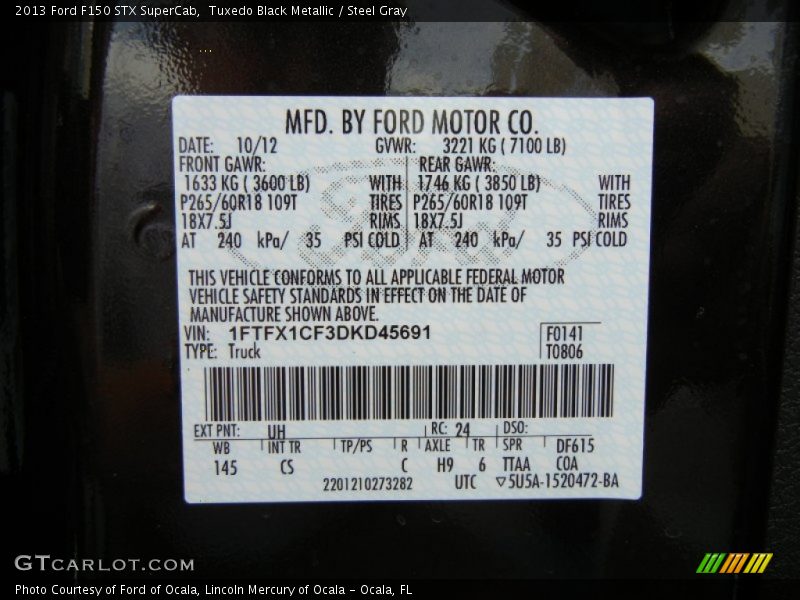 2013 Ford F150 STX SuperCab, Tuxedo Black Metallic / Steel Gray
MFD. BY FORD MOTOR CO.
DATE: 10/12 GVWR: 3221 KG ( 7100 LB)
FRONT GAWR: REAR GAWR:
1633 KG ( 3600 LB) WITH 1746 KG ( 3850 LB) WITH
P265/60R18 109T TIRES P265/60R18 109T TIRES
18X7.5J RIMS 18X7.5J RIMS
AT 240 kPa/ 35 PSI COLD AT 240 kPa/ 35 PSI COLD
THIS VEHICLE CONFORMS TO ALL APPLICABLE FEDERAL MOTOR
VEHICLE SAFETY STANDARDS IN EFFECT ON THE DATE OF
MANUFACTURE SHOWN ABOVE.
VIN: 1FTFX1CF3DKD45691 F0141
TYPE: Truck T0806
EXT PNT: UH RC: 24 DSO:
WB INT TR TP/PS R AXLE TR SPR DF615
145 CS C H9 6 TTAA COA
2201210273282 UTC ▽5U5A-1520472-BA
GTCARLOT.COM
Photo Courtesy of Ford of Ocala, Lincoln Mercury of Ocala - Ocala, FL